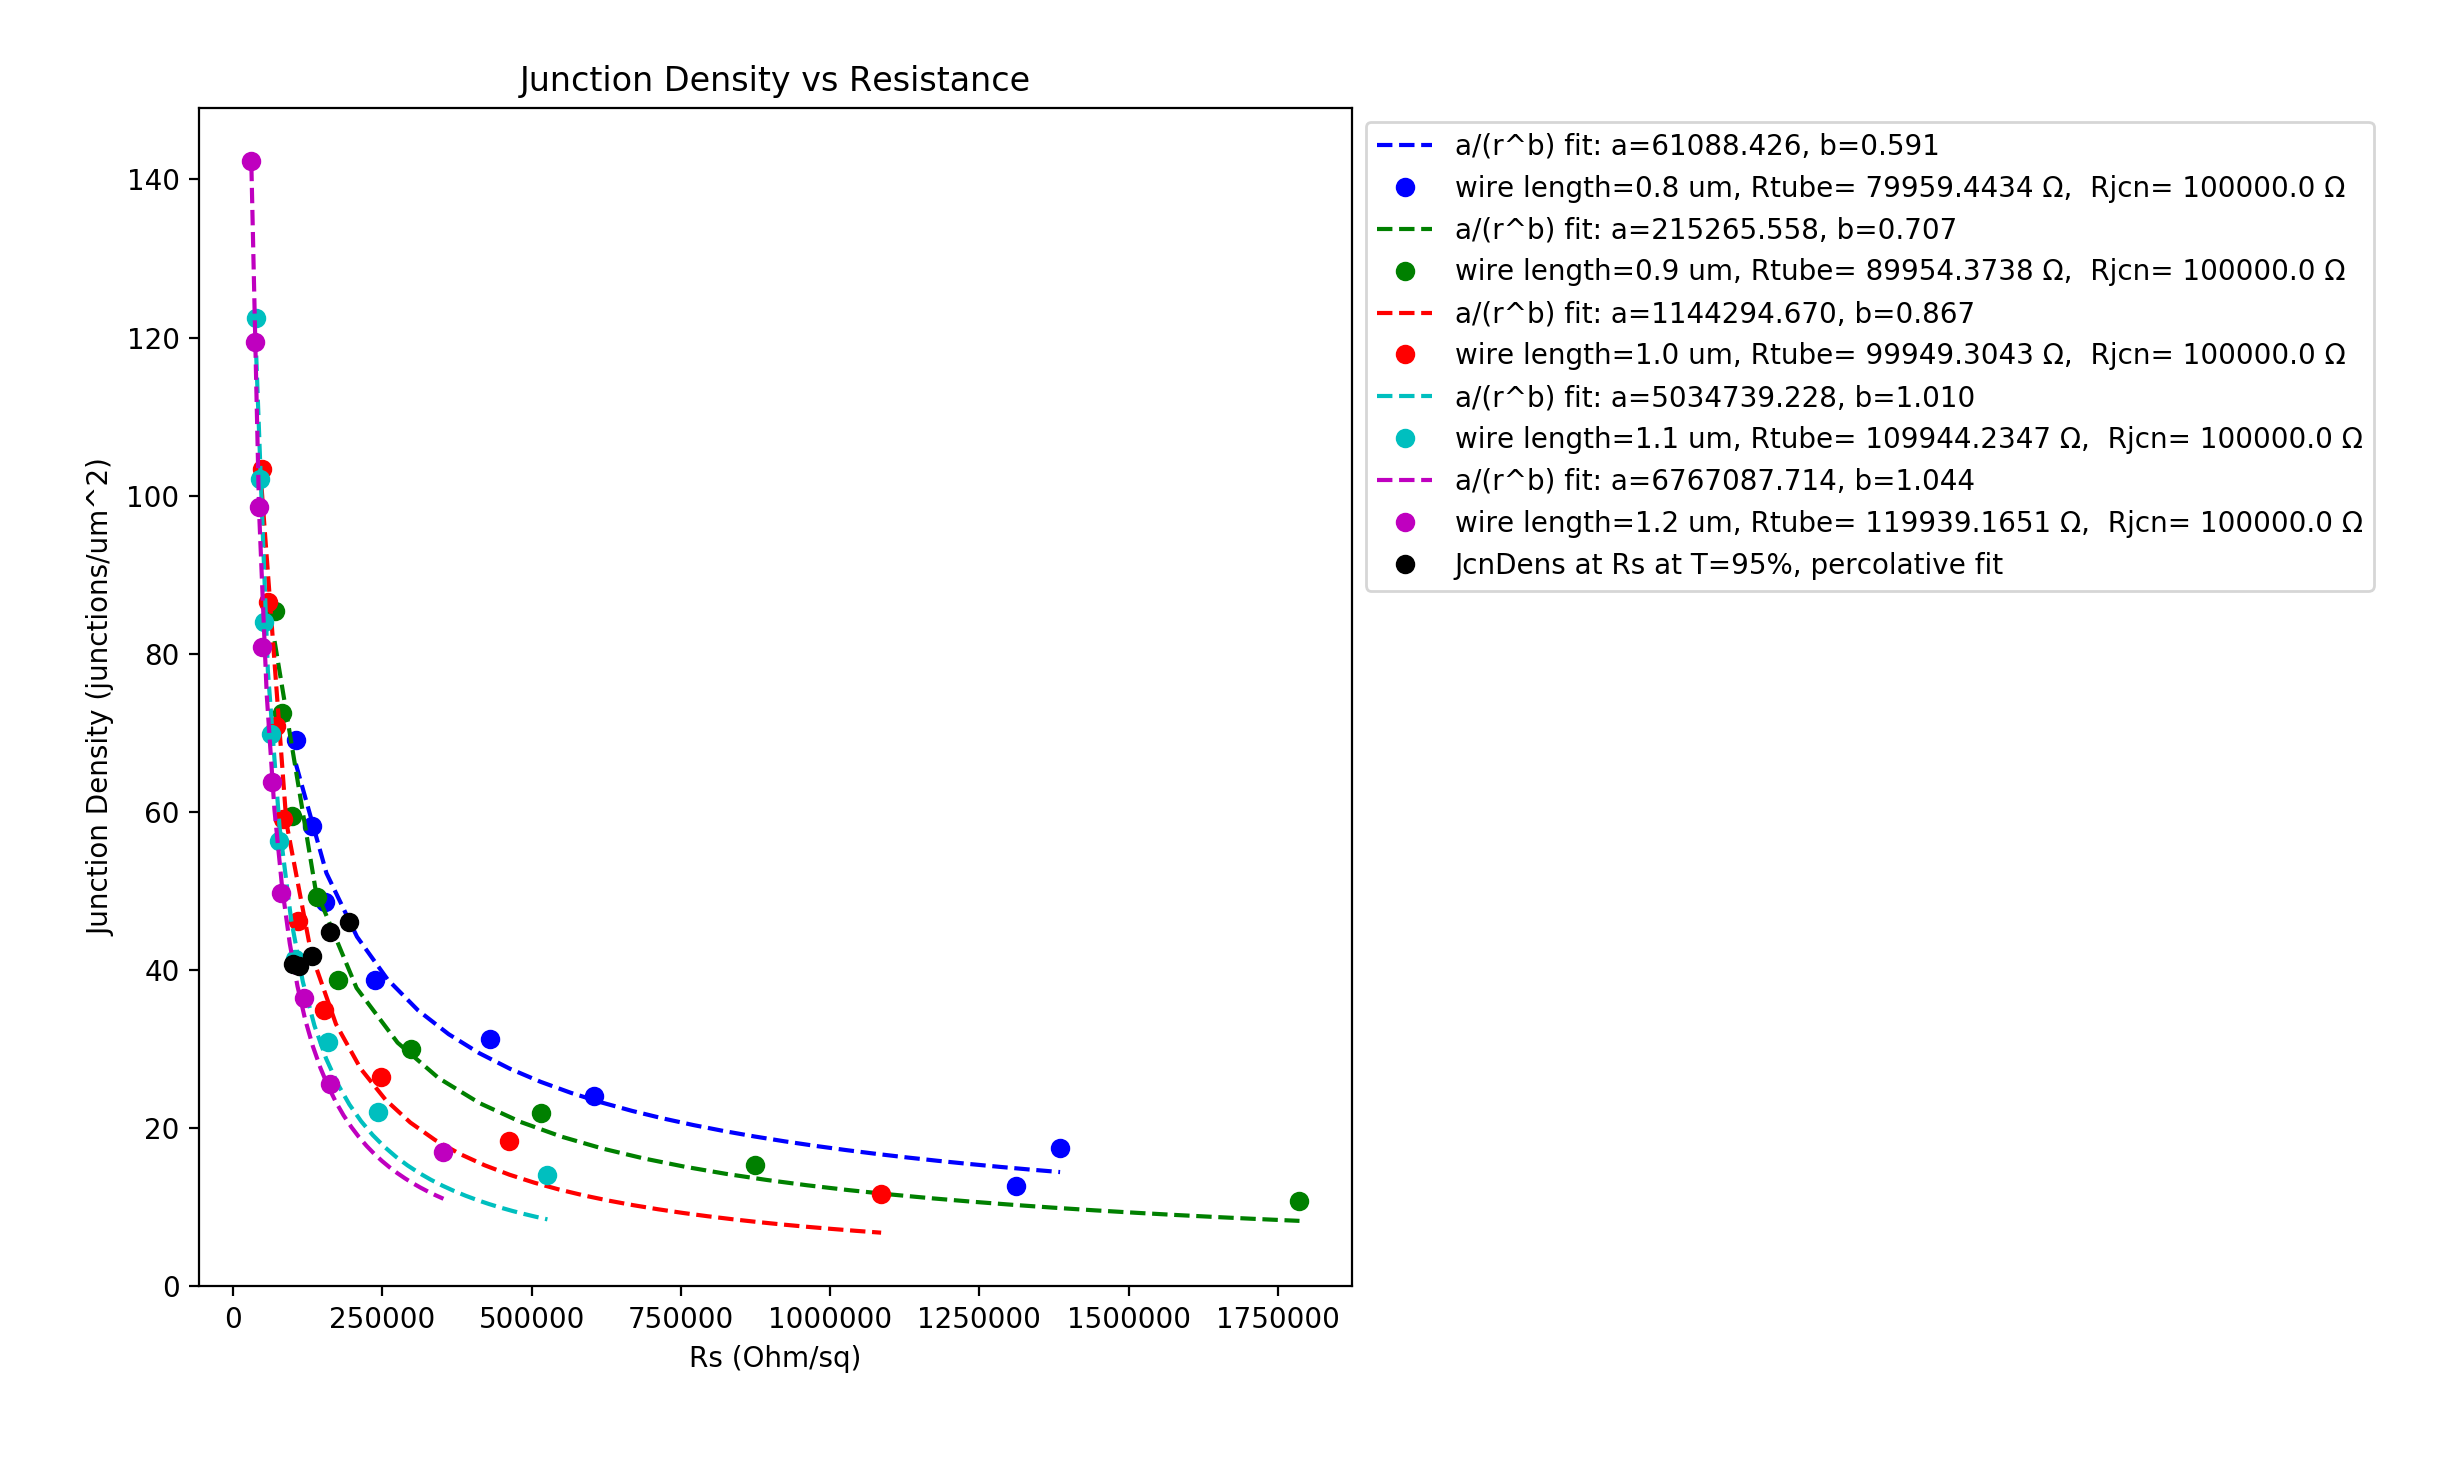 Junction Density vs Resistance
Junction Density (junctions/um^2)
140
120
100
80
60
40
20
0
0 250000 500000 750000 1000000 1250000 1500000 1750000
Rs (Ohm/sq)
a/(r^b) fit: a=61088.426, b=0.591
wire length=0.8 um, Rtube= 79959.4434 Ω,  Rjcn= 100000.0 Ω
a/(r^b) fit: a=215265.558, b=0.707
wire length=0.9 um, Rtube= 89954.3738 Ω,  Rjcn= 100000.0 Ω
a/(r^b) fit: a=1144294.670, b=0.867
wire length=1.0 um, Rtube= 99949.3043 Ω,  Rjcn= 100000.0 Ω
a/(r^b) fit: a=5034739.228, b=1.010
wire length=1.1 um, Rtube= 109944.2347 Ω,  Rjcn= 100000.0 Ω
a/(r^b) fit: a=6767087.714, b=1.044
wire length=1.2 um, Rtube= 119939.1651 Ω,  Rjcn= 100000.0 Ω
JcnDens at Rs at T=95%, percolative fit